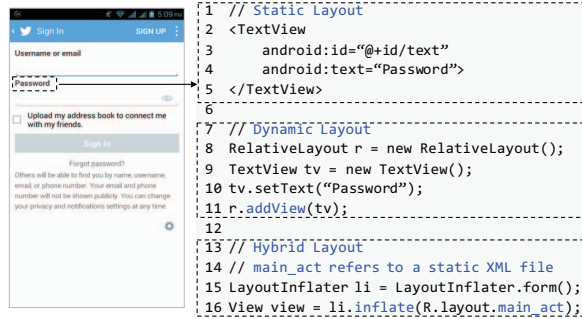 5:09 PM
Sign In
SIGN UP
Username or email
Password
Upload my address book to connect me
with my friends.
Sign In
Forgot password?
Others will be able to find you by name, username,
email, or phone number. Your email and phone
number will not be shown publicly. You can change
your privacy and notifications settings at any time.
1 // Static Layout
2 <TextView
3 android:id="@+id/text"
4 android:text="Password">
5 </TextView>
6
7 // Dynamic Layout
8 RelativeLayout r = new RelativeLayout();
9 TextView tv = new TextView();
10 tv.setText("Password");
11 r.addView(tv);
12
13 // Hybrid Layout
14 // main_act refers to a static XML file
15 LayoutInflater li = LayoutInflater.form();
16 View view = li.inflate(R.layout.main_act);